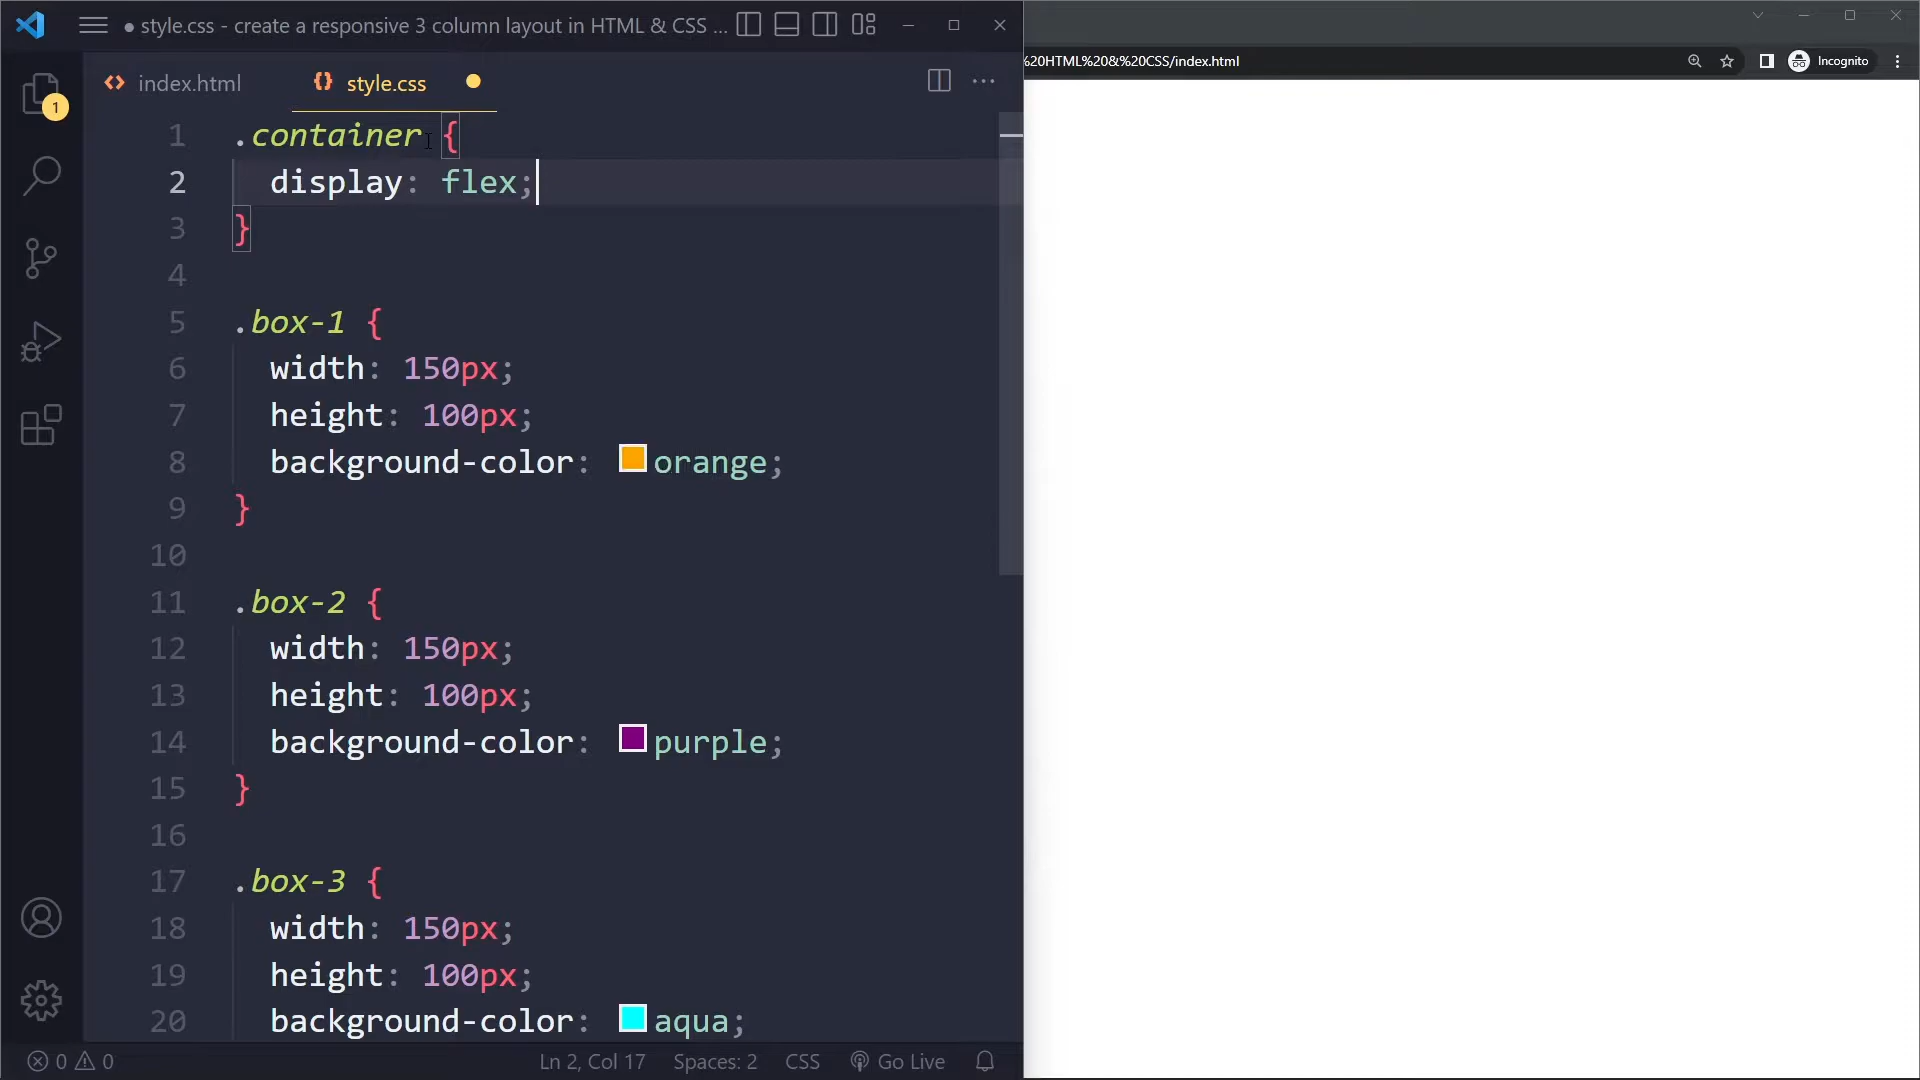 ● style.css - create a responsive 3 column layout in HTML & CSS ...
%20HTML%20&%20CSS/index.html
Incognito
index.html
style.css
1
1 .container {
2 display: flex;
3 }
4
5 .box-1 {
6 width: 150px;
7 height: 100px;
8 background-color: orange;
9 }
10
11 .box-2 {
12 width: 150px;
13 height: 100px;
14 background-color: purple;
15 }
16
17 .box-3 {
18 width: 150px;
19 height: 100px;
20 background-color: aqua;
0 0 Ln 2, Col 17 Spaces: 2 CSS Go Live